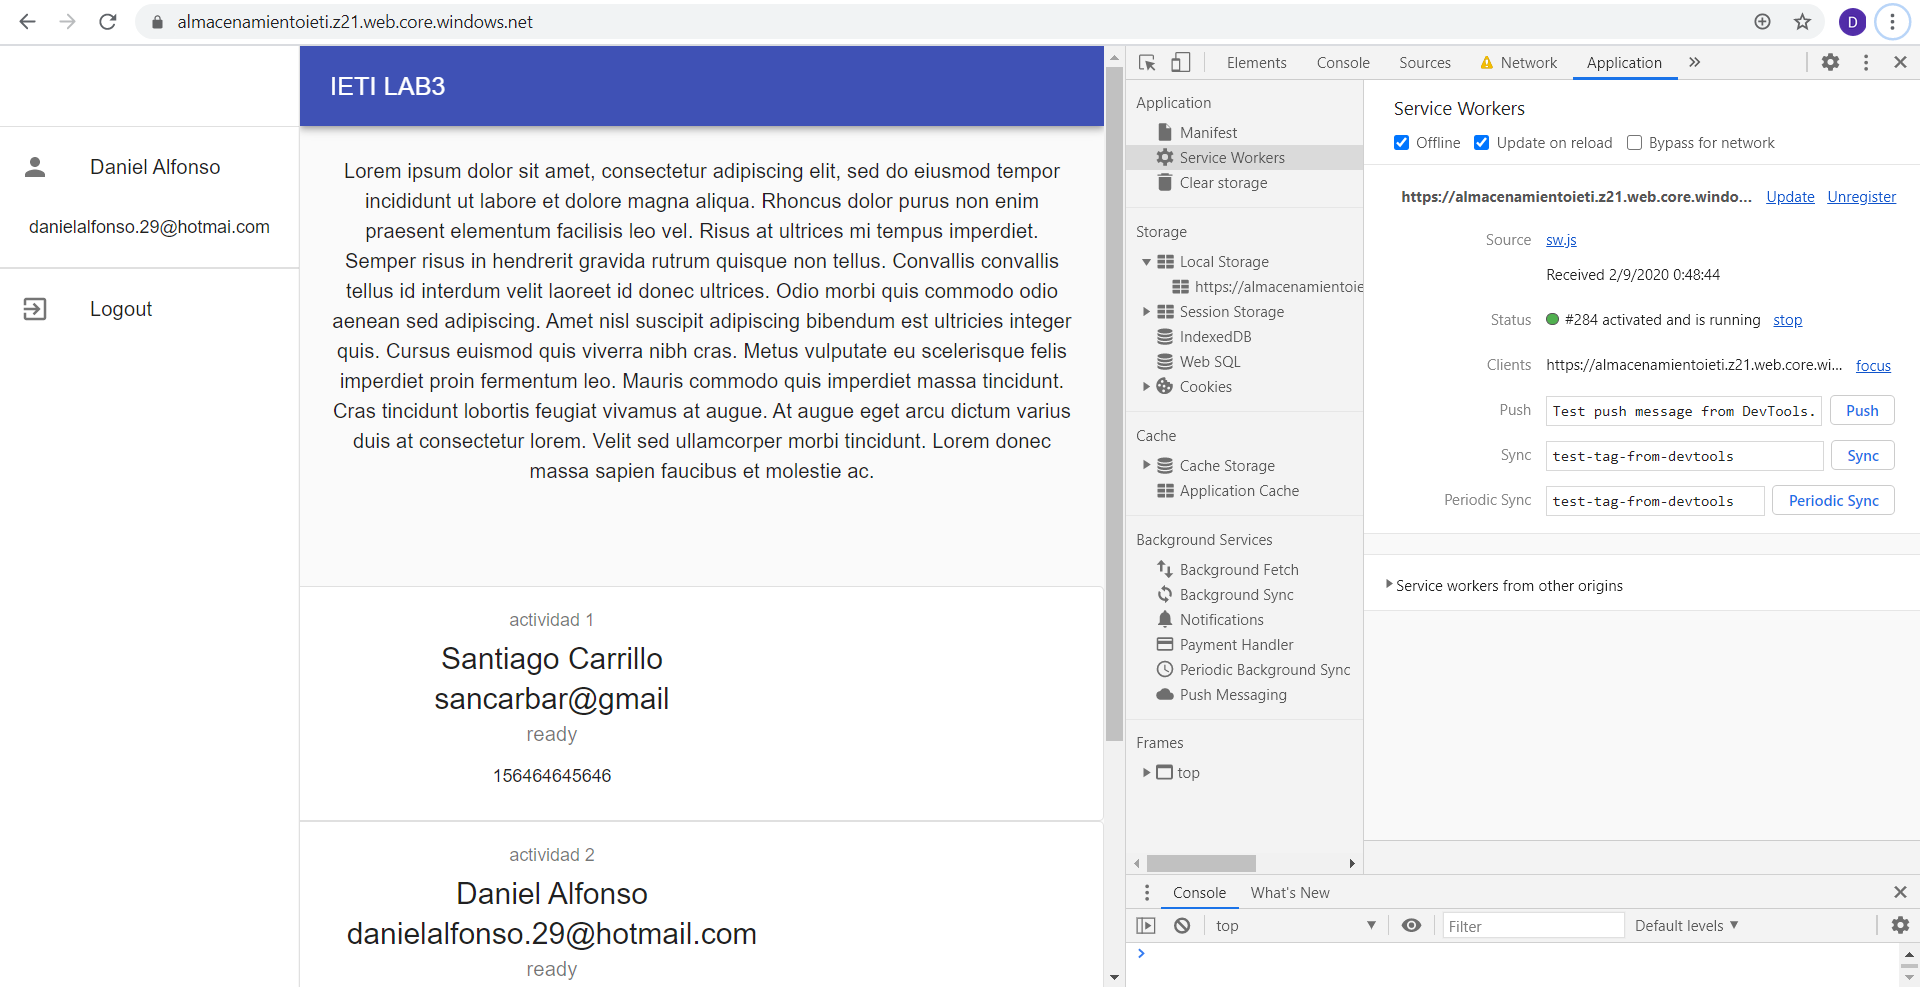 almacenamientoieti.z21.web.core.windows.net
D
IETI LAB3
Daniel Alfonso
danielalfonso.29@hotmai.com
Logout
Lorem ipsum dolor sit amet, consectetur adipiscing elit, sed do eiusmod tempor
incididunt ut labore et dolore magna aliqua. Rhoncus dolor purus non enim
praesent elementum facilisis leo vel. Risus at ultrices mi tempus imperdiet.
Semper risus in hendrerit gravida rutrum quisque non tellus. Convallis convallis
tellus id interdum velit laoreet id donec ultrices. Odio morbi quis commodo odio
aenean sed adipiscing. Amet nisl suscipit adipiscing bibendum est ultricies integer
quis. Cursus euismod quis viverra nibh cras. Metus vulputate eu scelerisque felis
imperdiet proin fermentum leo. Mauris commodo quis imperdiet massa tincidunt.
Cras tincidunt lobortis feugiat vivamus at augue. At augue eget arcu dictum varius
duis at consectetur lorem. Velit sed ullamcorper morbi tincidunt. Lorem donec
massa sapien faucibus et molestie ac.
actividad 1
Santiago Carrillo
sancarbar@gmail
ready
156464645646
actividad 2
Daniel Alfonso
danielalfonso.29@hotmail.com
ready
Elements Console Sources Network Application
Application
Manifest
Service Workers
Clear storage
Storage
Local Storage
https://almacenamientoie
Session Storage
IndexedDB
Web SQL
Cookies
Cache
Cache Storage
Application Cache
Background Services
Background Fetch
Background Sync
Notifications
Payment Handler
Periodic Background Sync
Push Messaging
Frames
top
Service Workers
Offline Update on reload Bypass for network
https://almacenamientoieti.z21.web.core.windo... Update Unregister
Source sw.js
Received 2/9/2020 0:48:44
Status #284 activated and is running stop
Clients https://almacenamientoieti.z21.web.core.wi... focus
Push Test push message from DevTools. Push
Sync test-tag-from-devtools Sync
Periodic Sync test-tag-from-devtools Periodic Sync
Service workers from other origins
Console What's New
top Filter Default levels